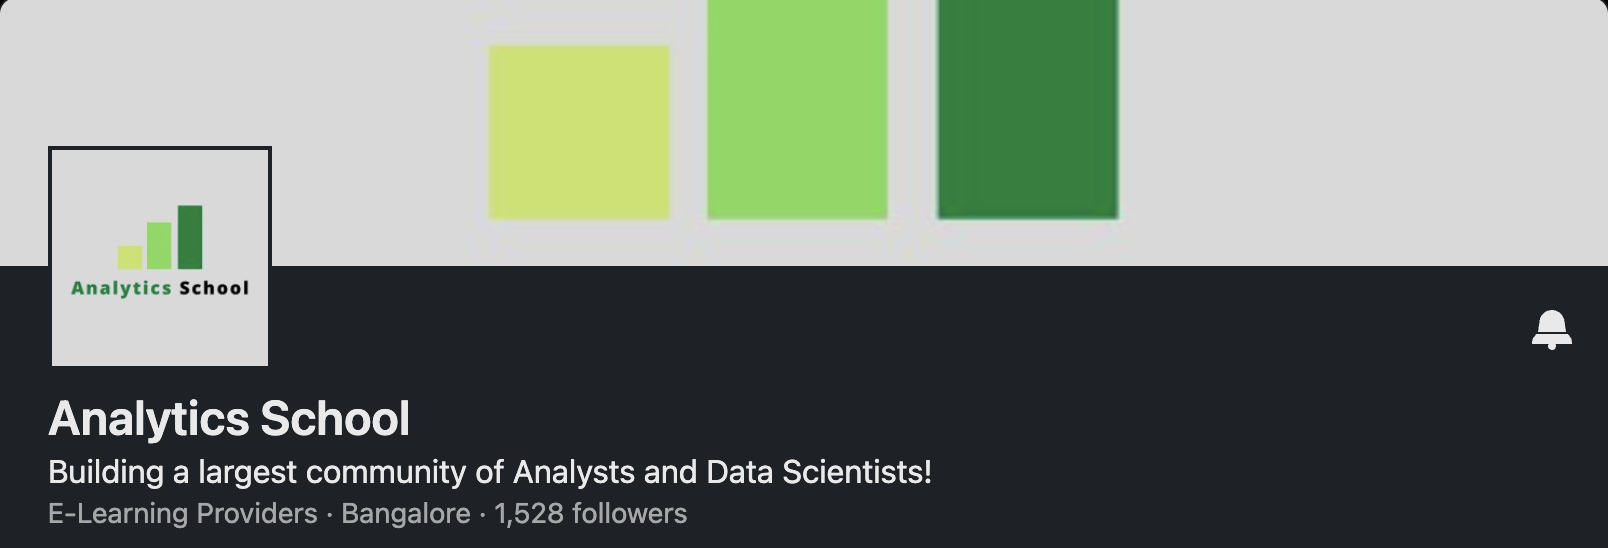 Analytics School
Analytics School
Building a largest community of Analysts and Data Scientists!
E-Learning Providers · Bangalore · 1,528 followers